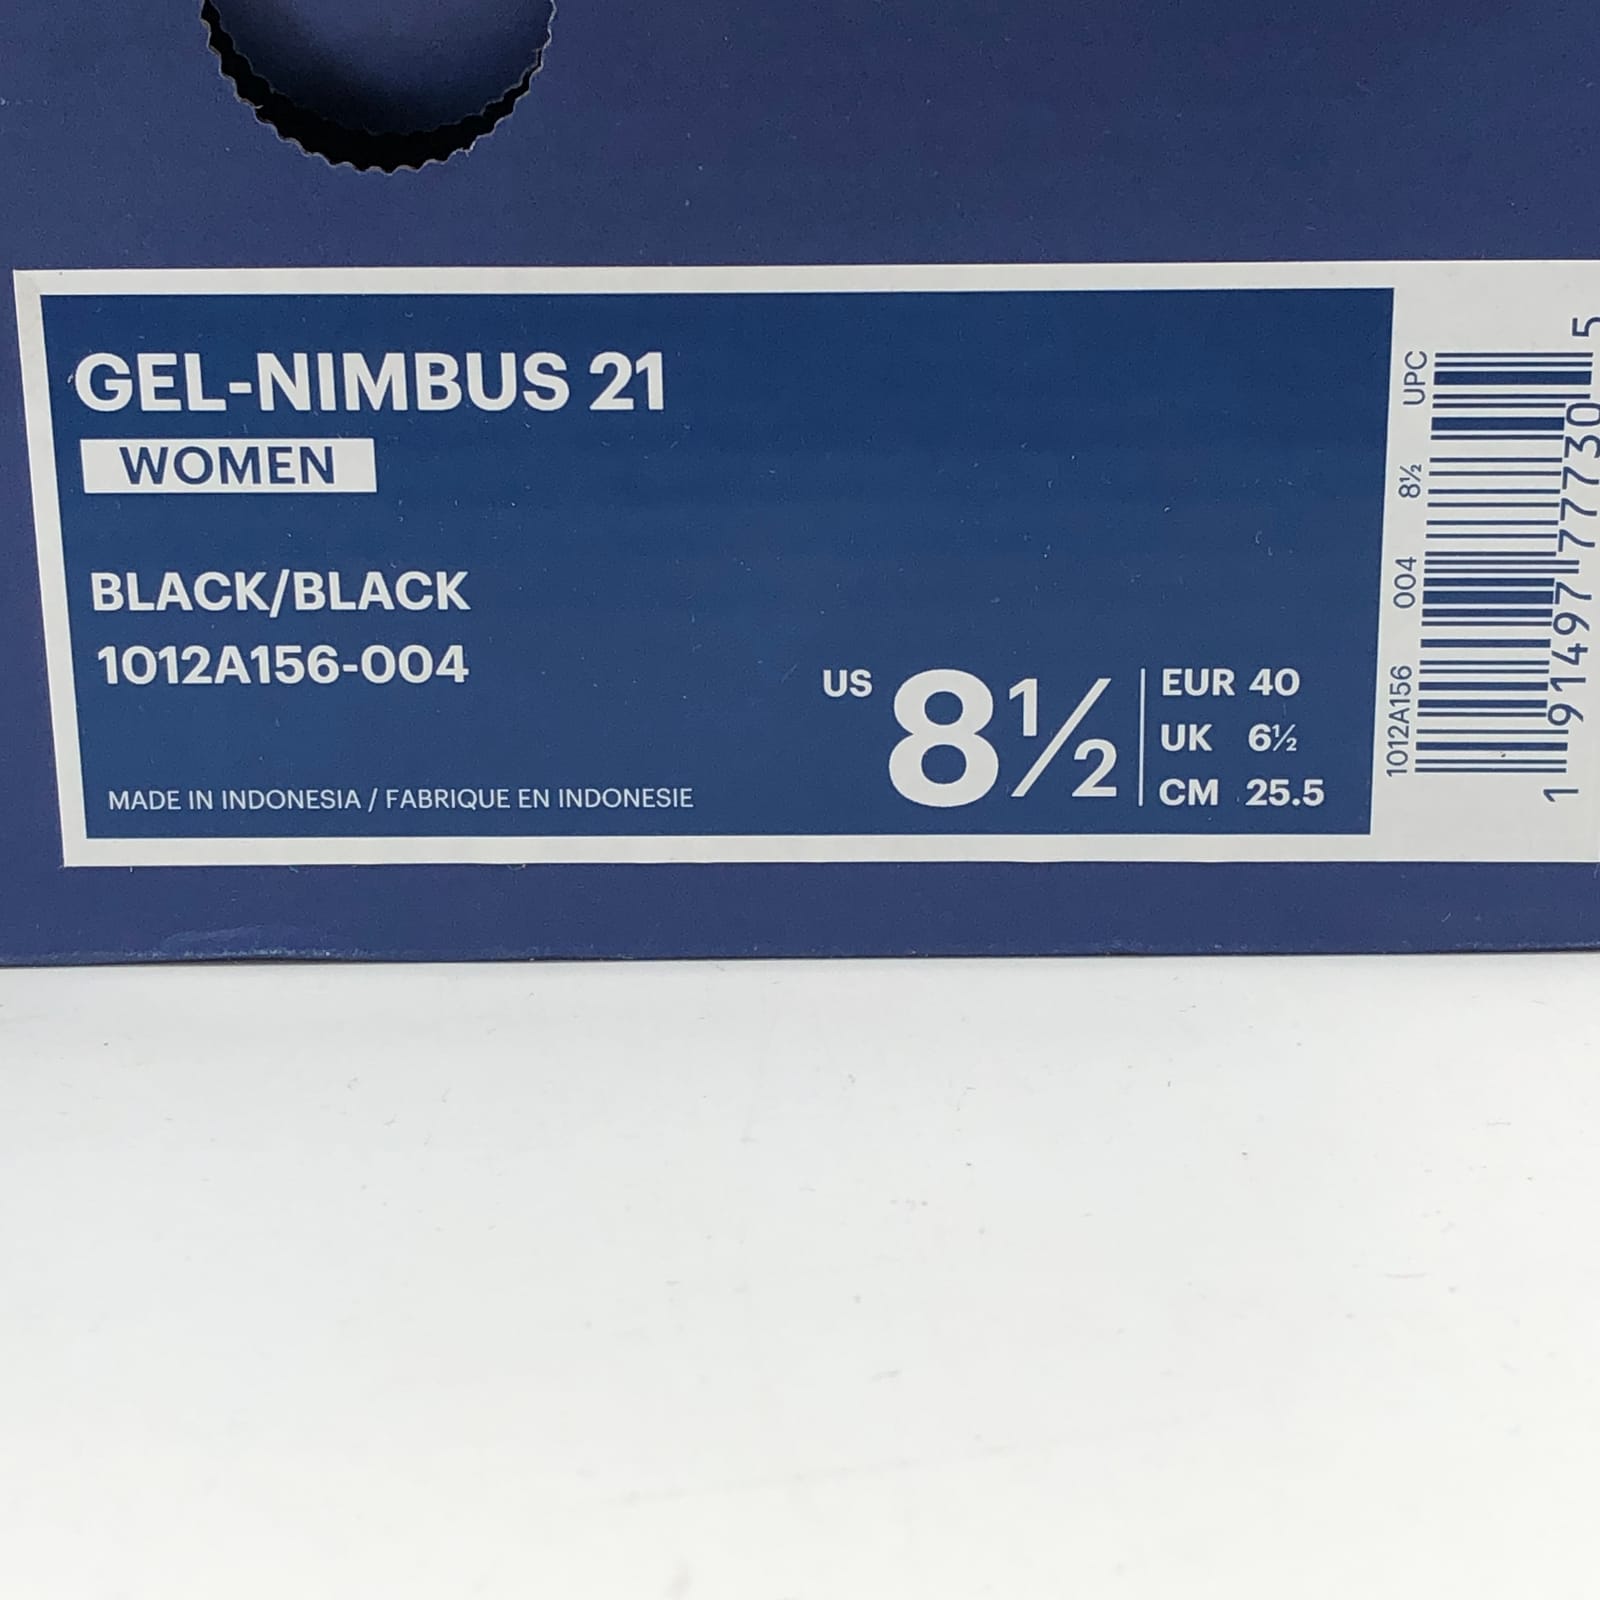 GEL-NIMBUS 21
WOMEN
BLACK/BLACK
1012A156-004
MADE IN INDONESIA / FABRIQUE EN INDONESIE
US 8½
EUR 40
UK 6½
CM 25.5
1012A156 004 8½ UPC
1 91497 77730 5